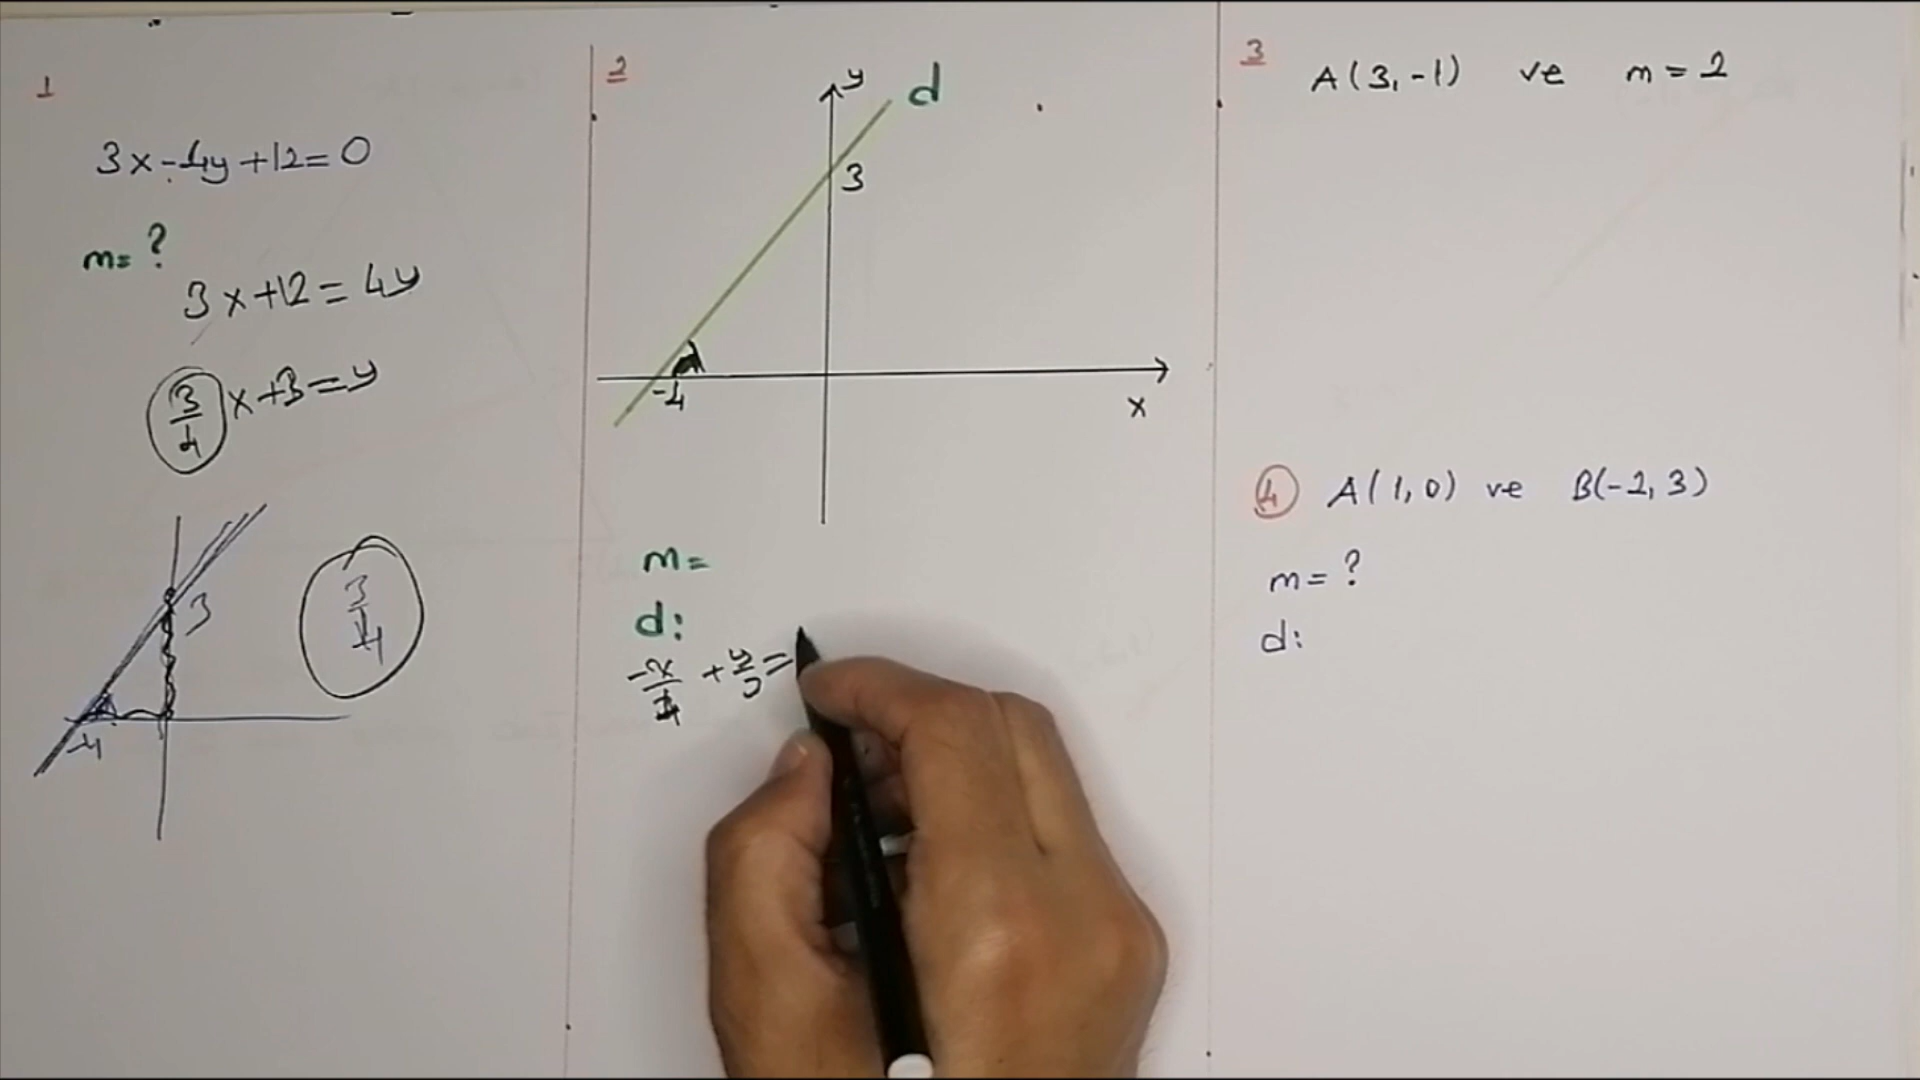 1
3x-4y+12=0
m= ?
3x+12=4y
3/4 x+3=y
3
-4
3/4
2
y
d
3
-4
x
m=
d:
-x/4 + y/3 =
3
A(3,-1) ve m=2
4 A(1,0) ve B(-2,3)
m= ?
d: